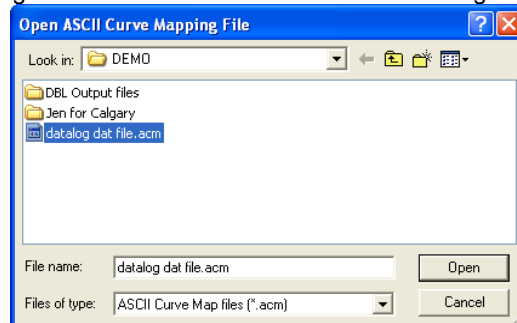 Open ASCII Curve Mapping File
Look in: DEMO
DBL Output files
Jen for Calgary
datalog dat file.acm
File name: datalog dat file.acm Open
Files of type: ASCII Curve Map files (*.acm) Cancel